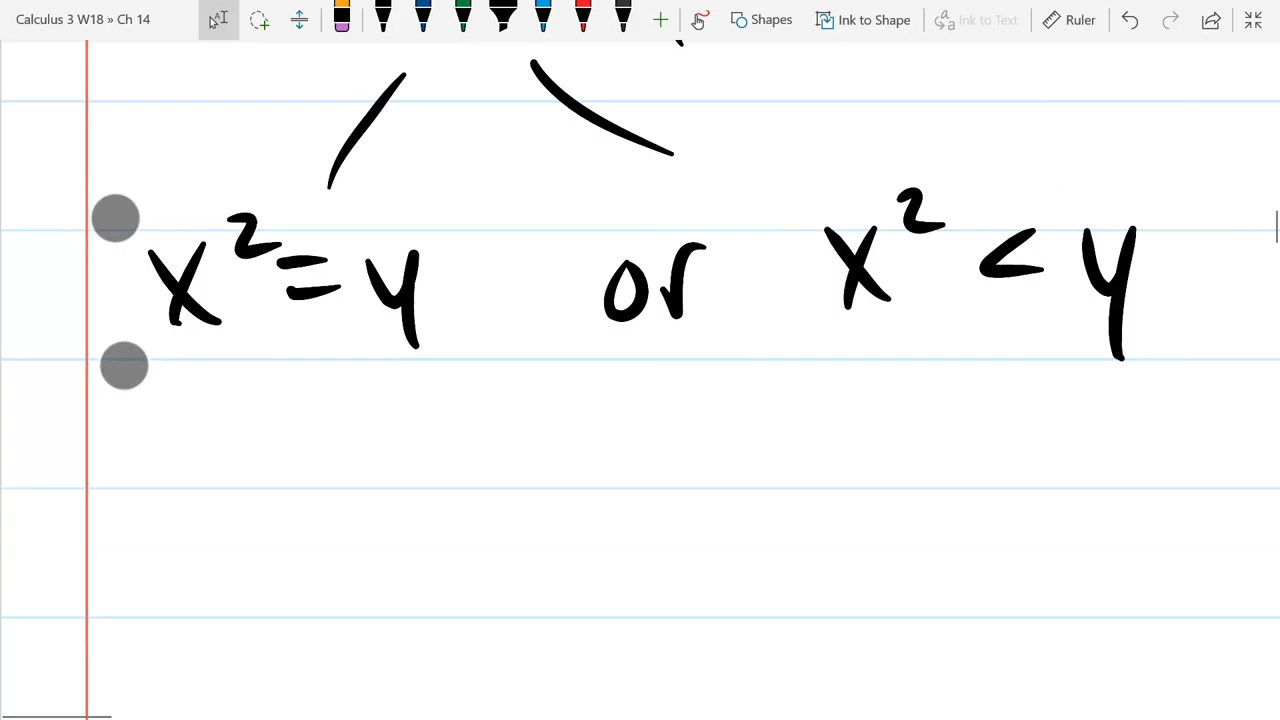 Calculus 3 W18 » Ch 14 Shapes Ink to Shape Ink to Text Ruler
x² = y or x² < y